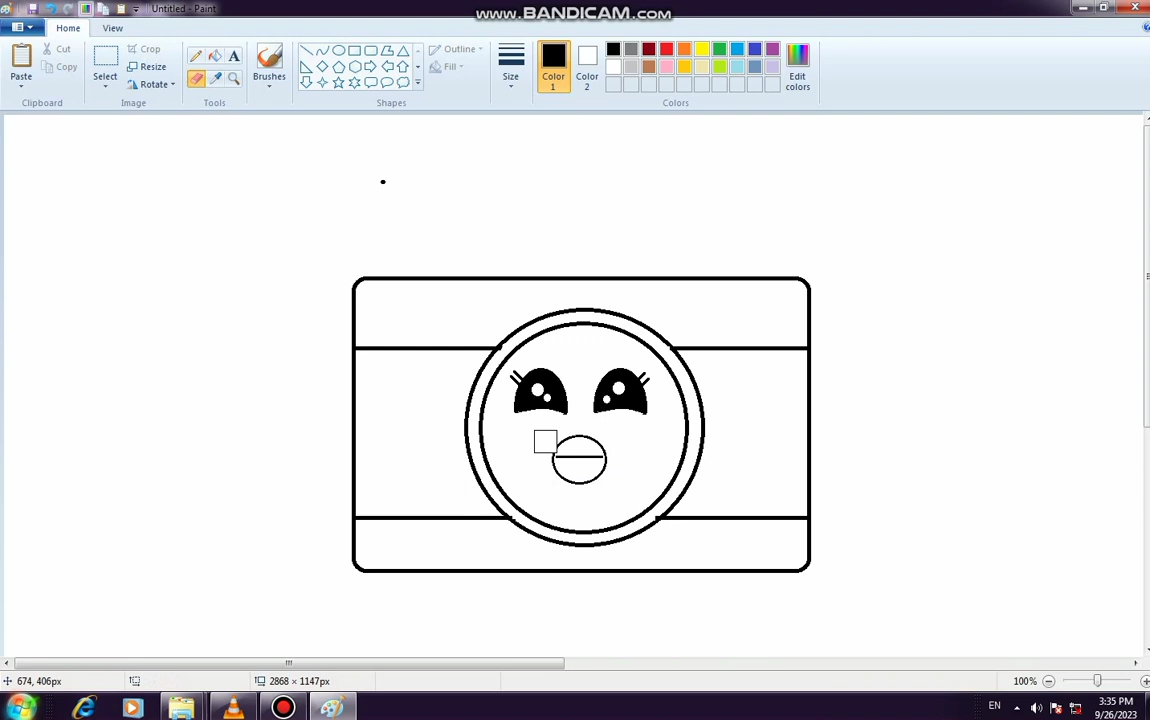 Untitled - Paint
www.BANDICAM.com
Home
View
Paste
Cut
Copy
Clipboard
Select
Crop
Resize
Rotate
Image
Tools
Brushes
Shapes
Outline
Fill
Size
Color 1
Color 2
Edit colors
Colors
674, 406px
2868 × 1147px
100%
EN
3:35 PM
9/26/2023